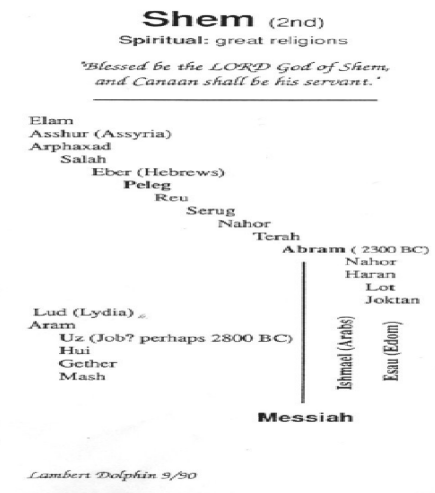 Shem (2nd)
Spiritual: great religions
"Blessed be the LORD God of Shem,
and Canaan shall be his servant."
Elam
Asshur (Assyria)
Arphaxad
Salah
Eber (Hebrews)
Peleg
Reu
Serug
Nahor
Terah
Abram ( 2300 BC)
Nahor
Haran
Lot
Joktan
Lud (Lydia)
Aram
Uz (Job? perhaps 2800 BC)
Hui
Gether
Mash
Ishmael (Arabs)
Esau (Edom)
Messiah
Lambert Dolphin 9/90